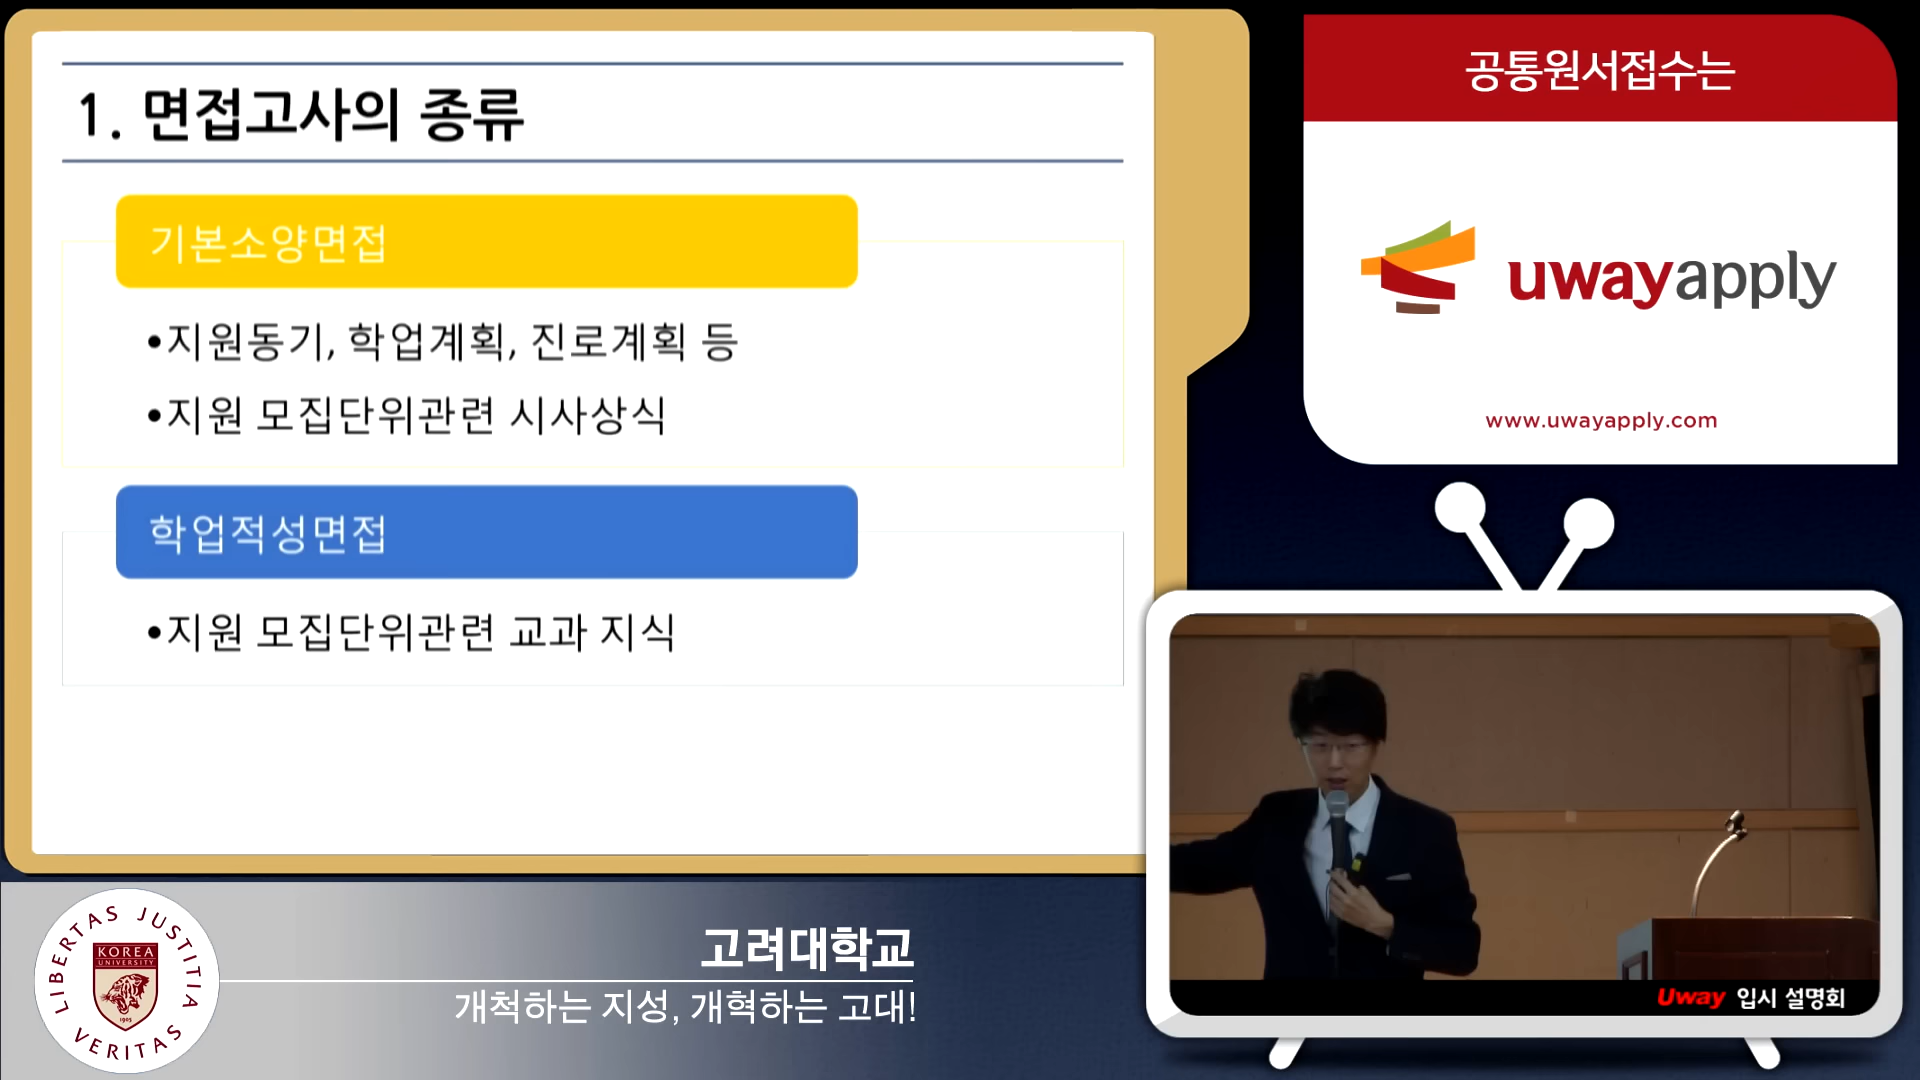 1. 면접고사의 종류
기본소양면접
•지원동기, 학업계획, 진로계획 등
•지원 모집단위관련 시사상식
학업적성면접
•지원 모집단위관련 교과 지식
공통원서접수는
uwayapply
www.uwayapply.com
Uway 입시 설명회
LIBERTAS JUSTITIA VERITAS
KOREA
UNIVERSITY
1905
고려대학교
개척하는 지성, 개혁하는 고대!